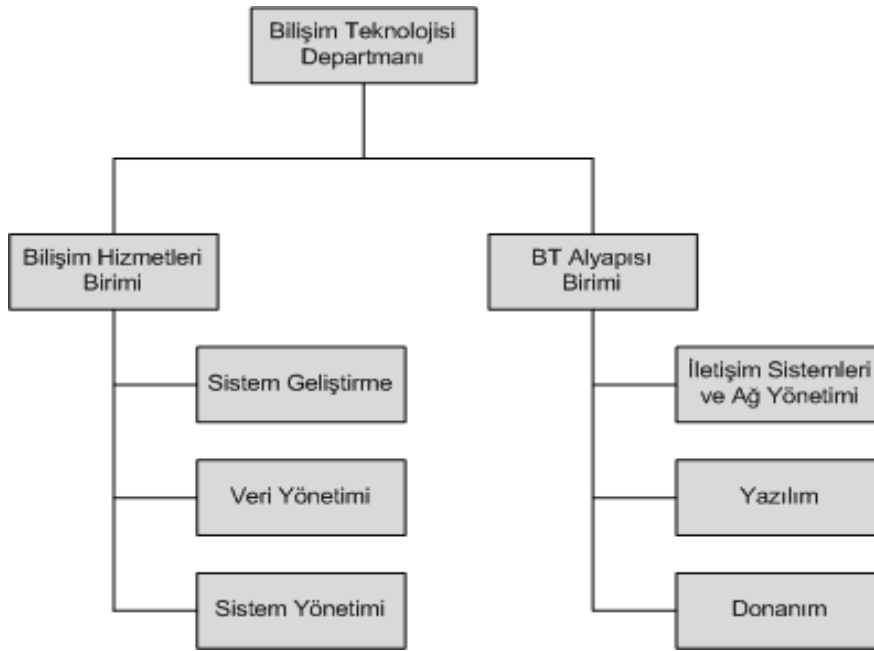 Bilişim Teknolojisi
Departmanı
Bilişim Hizmetleri
Birimi
BT Alyapısı
Birimi
Sistem Geliştirme
İletişim Sistemleri
ve Ağ Yönetimi
Veri Yönetimi
Yazılım
Sistem Yönetimi
Donanım